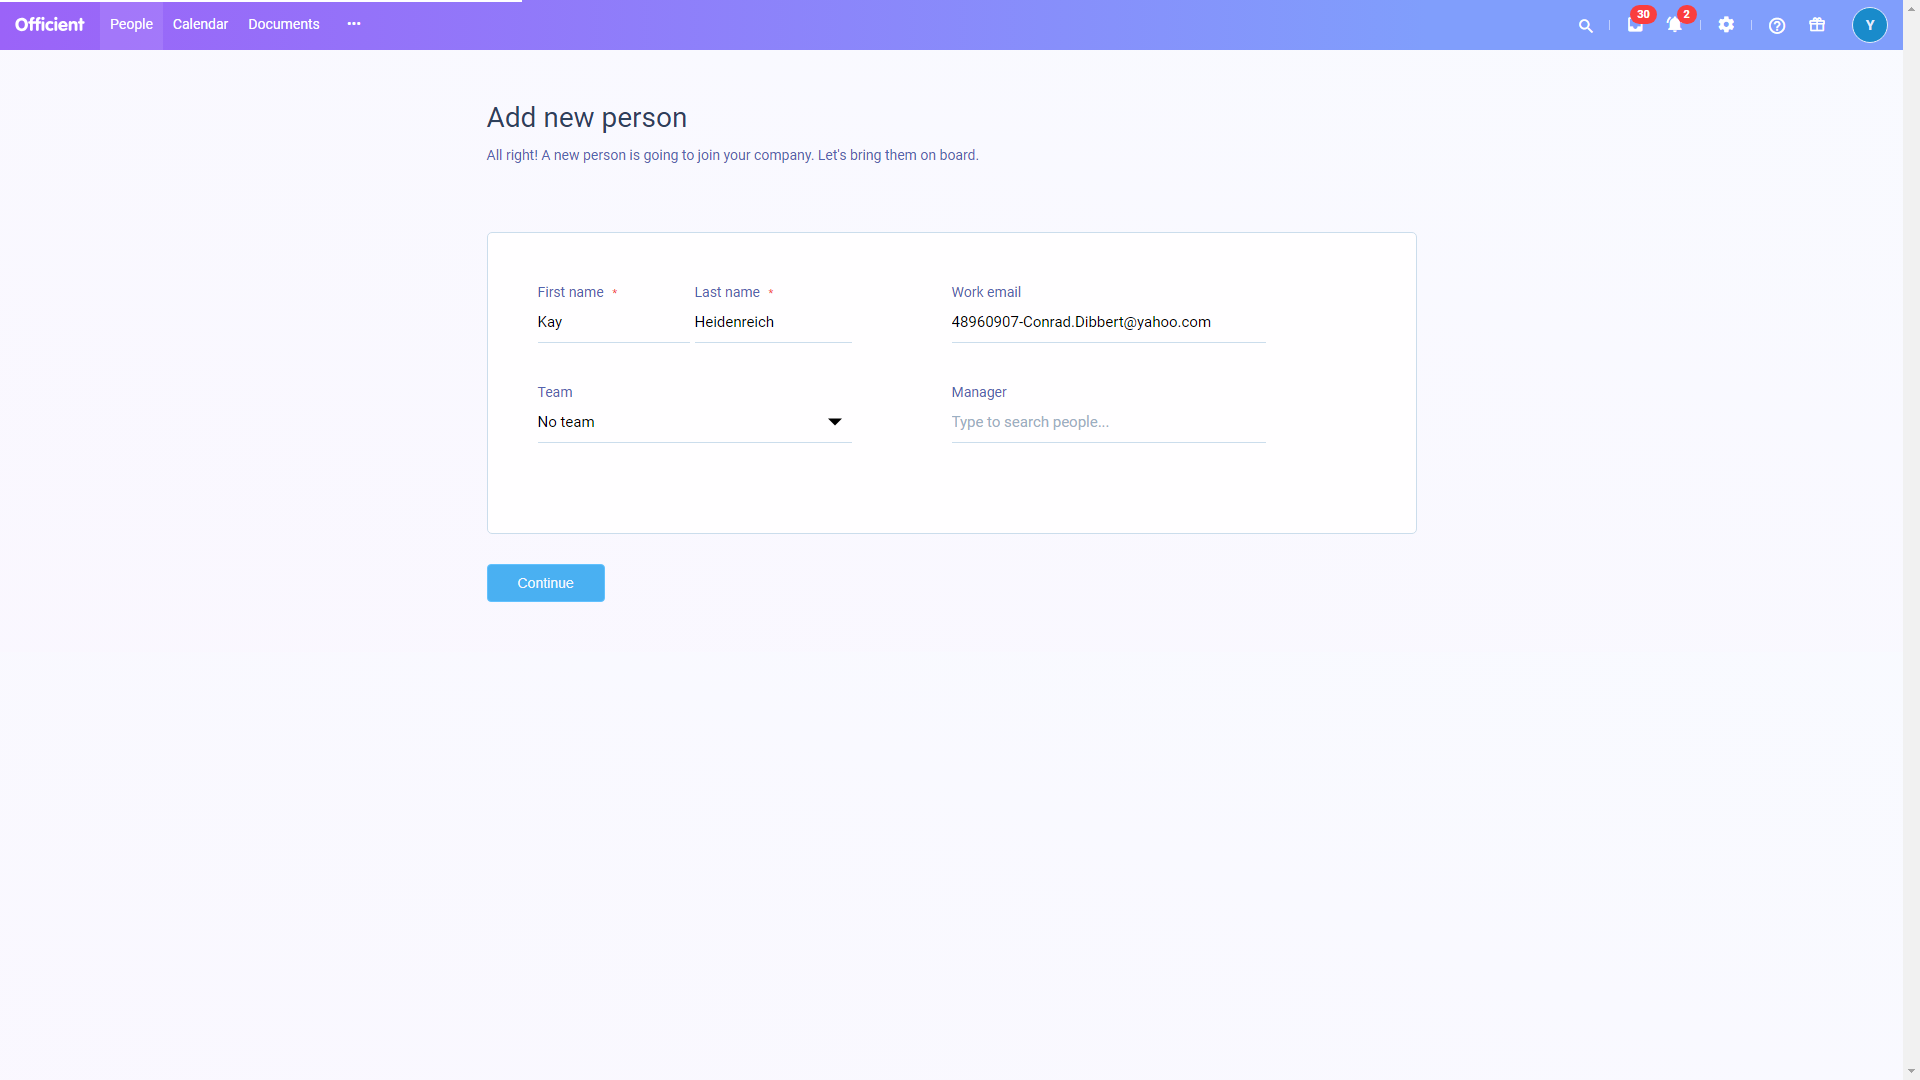 Officient People Calendar Documents 30 2 Y
Add new person
All right! A new person is going to join your company. Let's bring them on board.
First name * Last name * Work email
Kay Heidenreich 48960907-Conrad.Dibbert@yahoo.com
Team Manager
No team Type to search people...
Continue